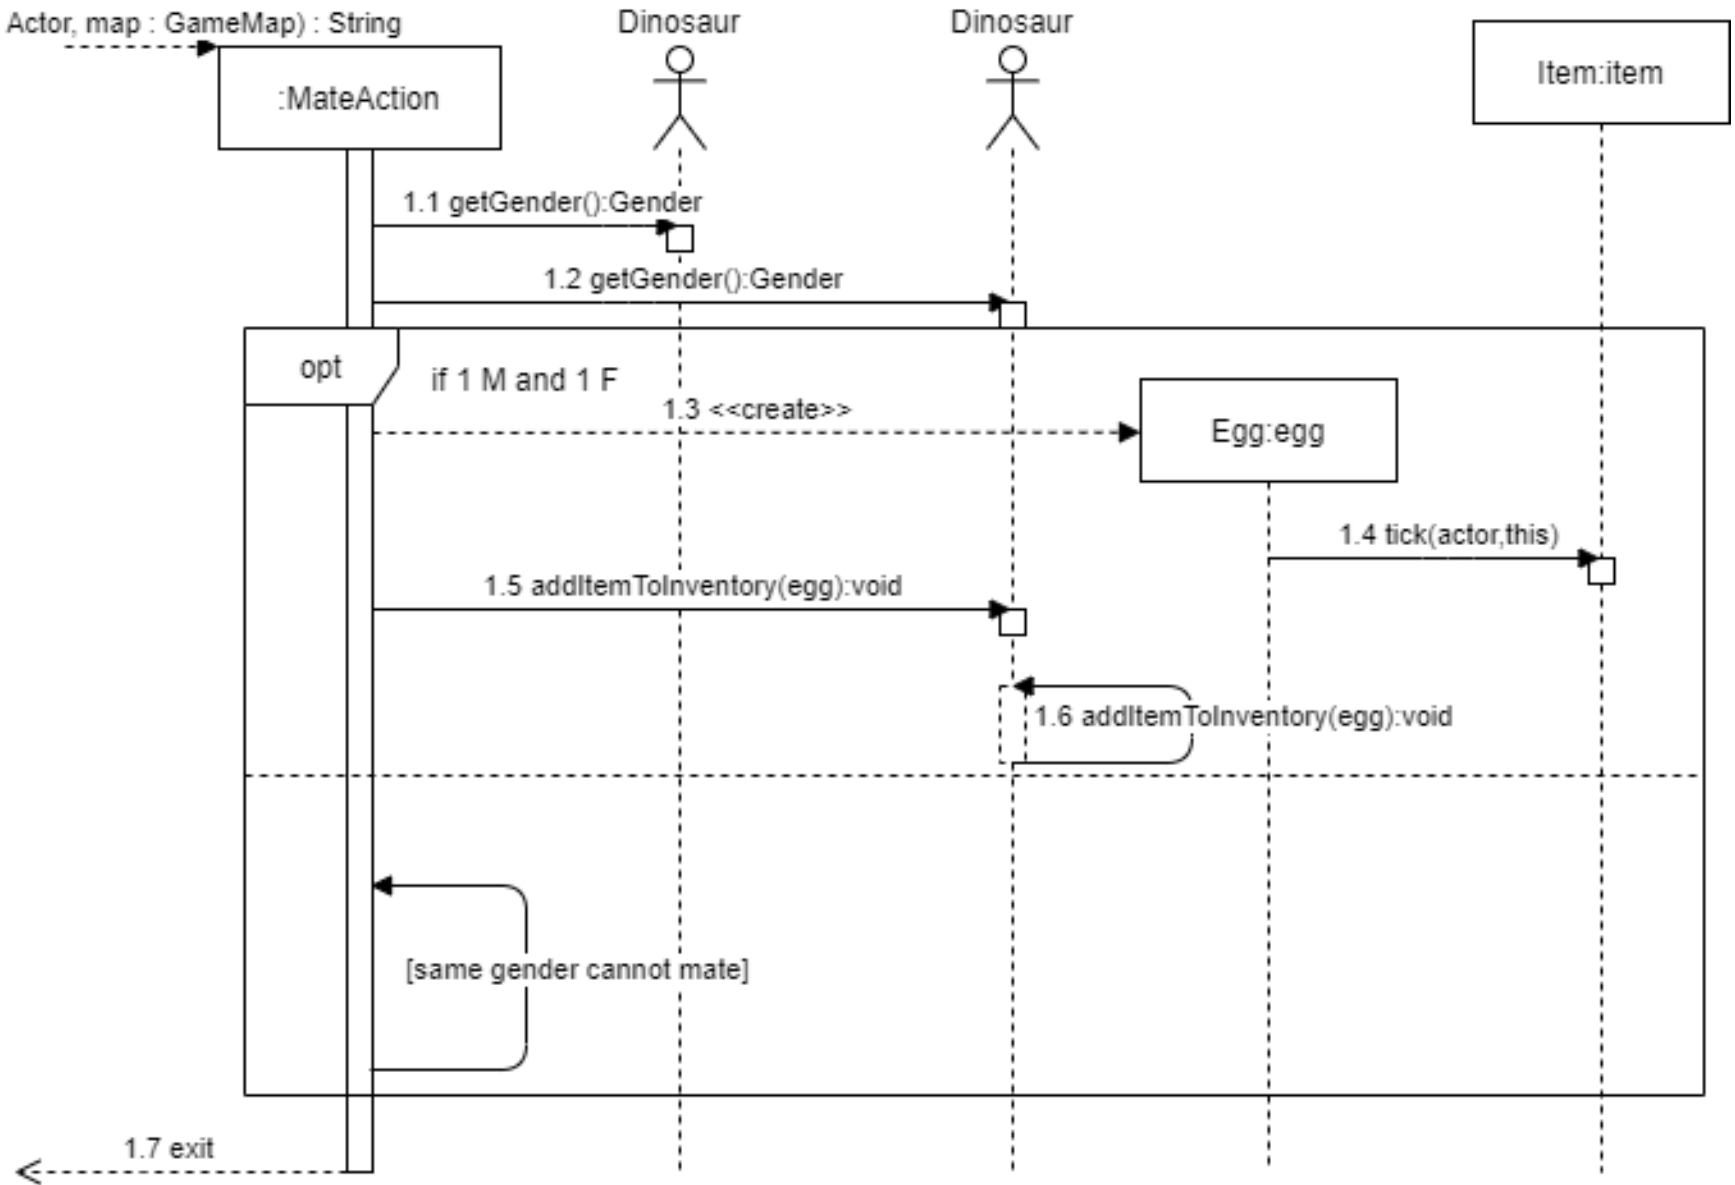 Actor, map : GameMap) : String
Dinosaur
Dinosaur
Item:item
:MateAction
1.1 getGender():Gender
1.2 getGender():Gender
opt
if 1 M and 1 F
1.3 <<create>>
Egg:egg
1.4 tick(actor,this)
1.5 addItemToInventory(egg):void
1.6 addItemToInventory(egg):void
[same gender cannot mate]
1.7 exit